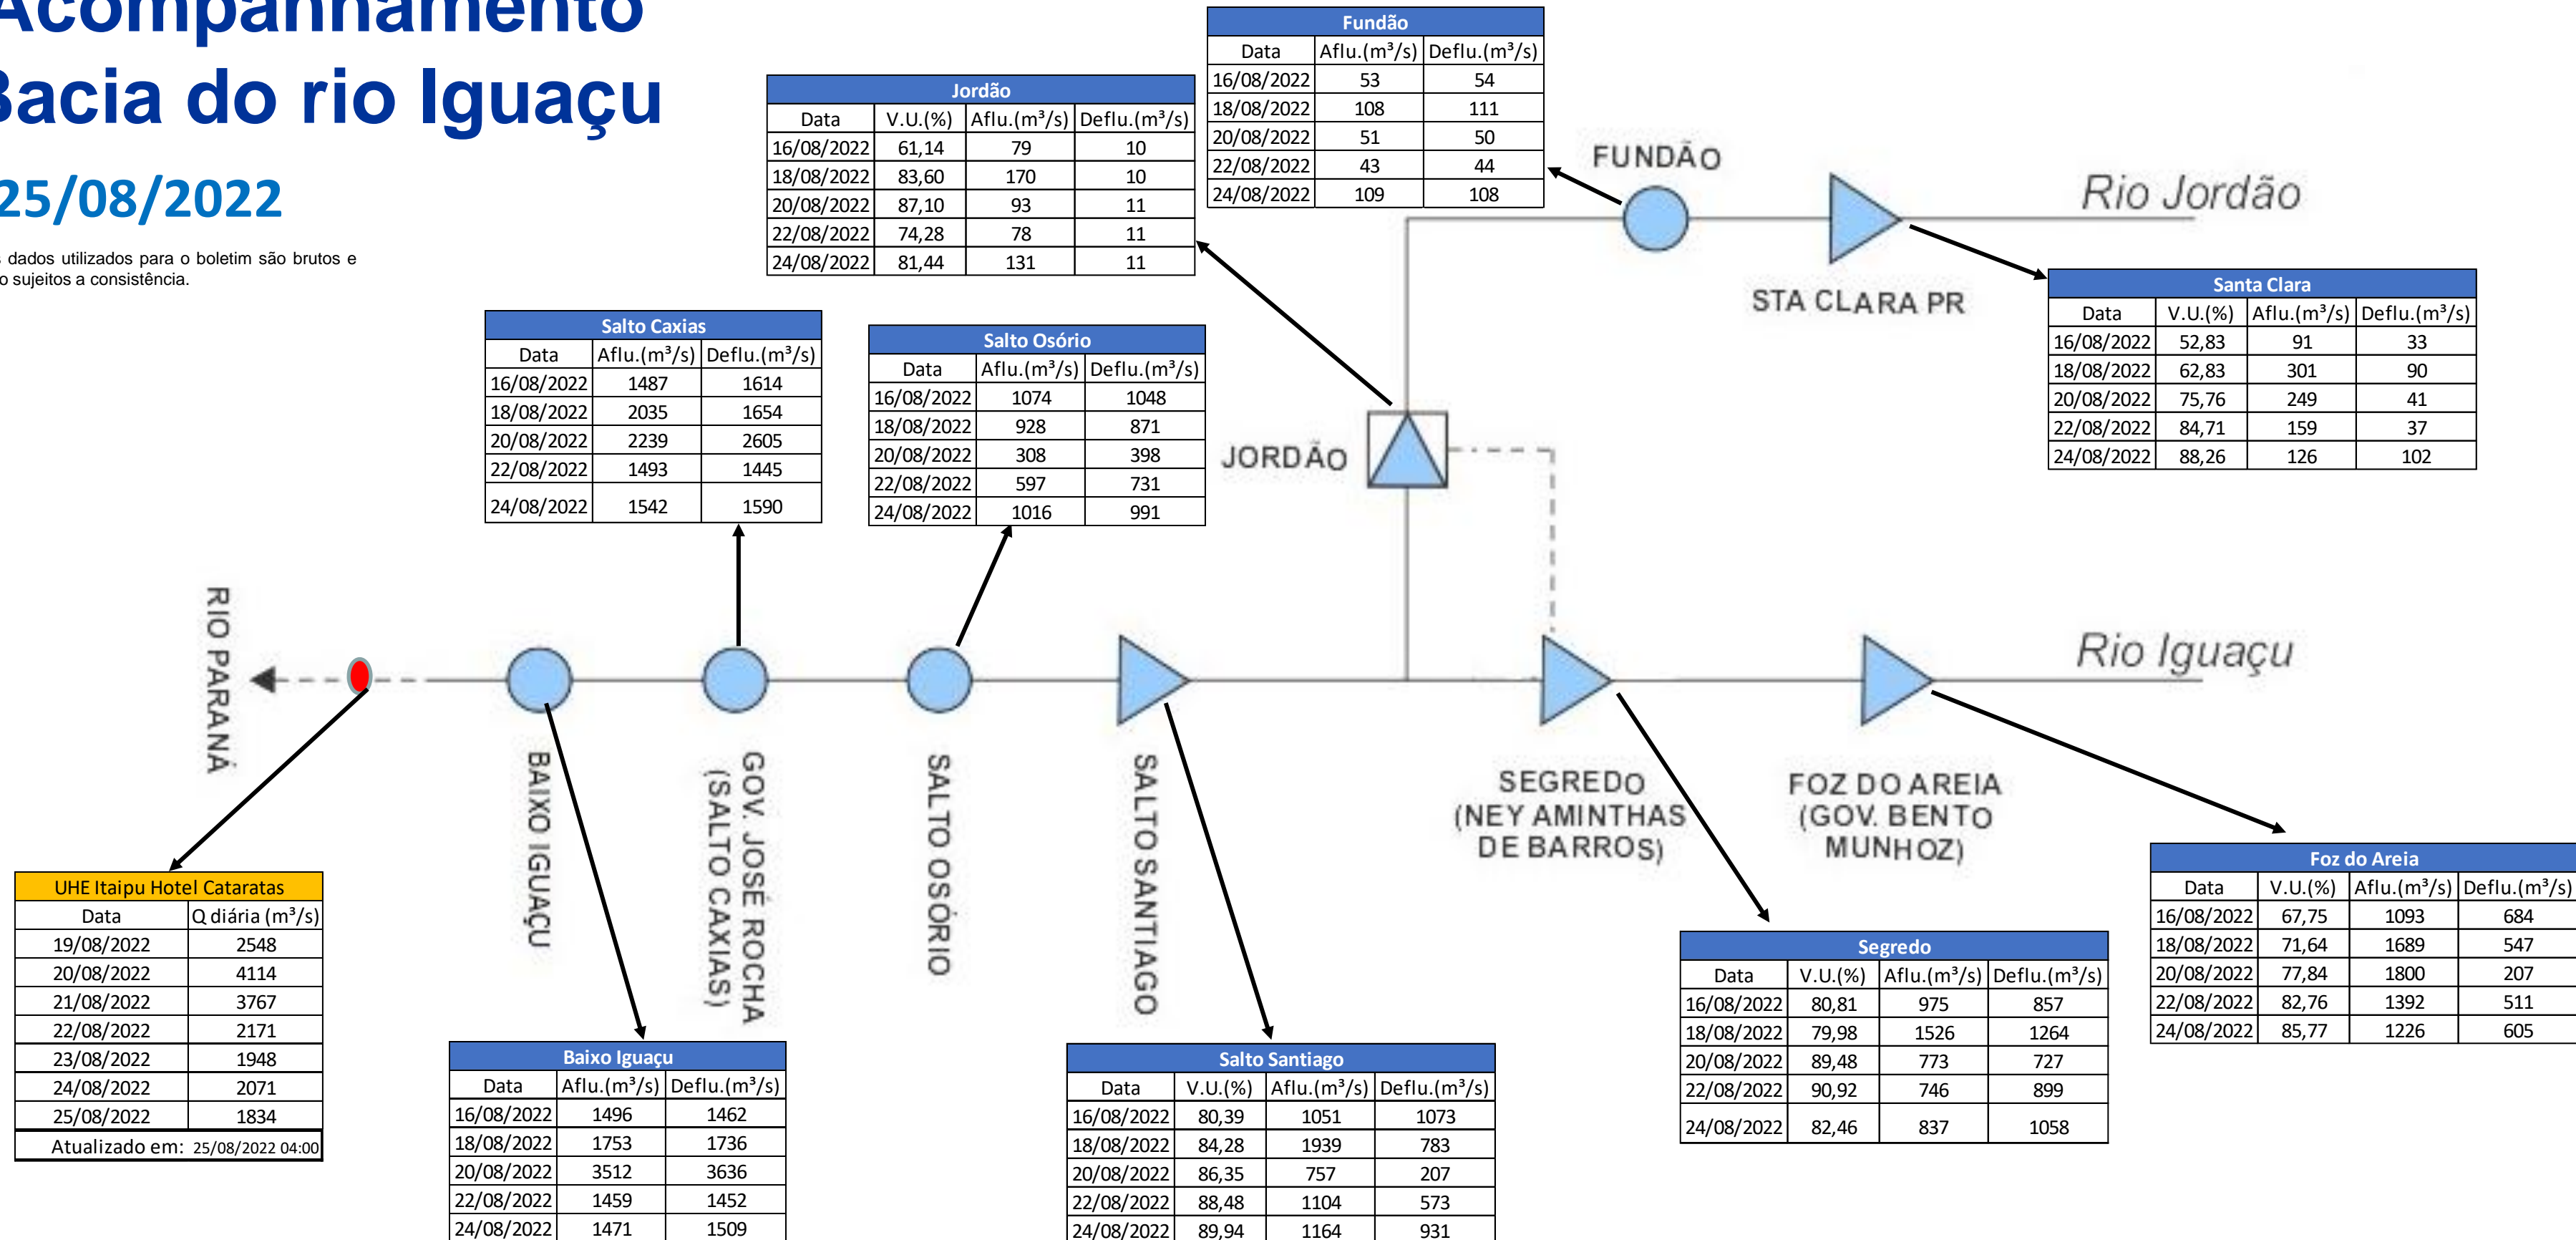 Acompanhamento
Bacia do rio Iguaçu
25/08/2022
dados utilizados para o boletim são brutos e
sujeitos a consistência.
Fundão
Data Aflu.(m³/s) Deflu.(m³/s)
16/08/2022 53 54
18/08/2022 108 111
20/08/2022 51 50
22/08/2022 43 44
24/08/2022 109 108
Jordão
Data V.U.(%) Aflu.(m³/s) Deflu.(m³/s)
16/08/2022 61,14 79 10
18/08/2022 83,60 170 10
20/08/2022 87,10 93 11
22/08/2022 74,28 78 11
24/08/2022 81,44 131 11
FUNDÃO
Rio Jordão
STA CLARA PR
Santa Clara
Data V.U.(%) Aflu.(m³/s) Deflu.(m³/s)
16/08/2022 52,83 91 33
18/08/2022 62,83 301 90
20/08/2022 75,76 249 41
22/08/2022 84,71 159 37
24/08/2022 88,26 126 102
Salto Caxias
Data Aflu.(m³/s) Deflu.(m³/s)
16/08/2022 1487 1614
18/08/2022 2035 1654
20/08/2022 2239 2605
22/08/2022 1493 1445
24/08/2022 1542 1590
Salto Osório
Data Aflu.(m³/s) Deflu.(m³/s)
16/08/2022 1074 1048
18/08/2022 928 871
20/08/2022 308 398
22/08/2022 597 731
24/08/2022 1016 991
JORDÃO
RIO PARANÁ
Rio Iguaçu
BAIXO IGUAÇU
GOV. JOSÉ ROCHA
(SALTO CAXIAS)
SALTO OSÓRIO
SALTO SANTIAGO
SEGREDO
(NEY AMINTHAS
DE BARROS)
FOZ DO AREIA
(GOV. BENTO
MUNHOZ)
UHE Itaipu Hotel Cataratas
Data Q diária (m³/s)
19/08/2022 2548
20/08/2022 4114
21/08/2022 3767
22/08/2022 2171
23/08/2022 1948
24/08/2022 2071
25/08/2022 1834
Atualizado em: 25/08/2022 04:00
Baixo Iguaçu
Data Aflu.(m³/s) Deflu.(m³/s)
16/08/2022 1496 1462
18/08/2022 1753 1736
20/08/2022 3512 3636
22/08/2022 1459 1452
24/08/2022 1471 1509
Salto Santiago
Data V.U.(%) Aflu.(m³/s) Deflu.(m³/s)
16/08/2022 80,39 1051 1073
18/08/2022 84,28 1939 783
20/08/2022 86,35 757 207
22/08/2022 88,48 1104 573
24/08/2022 89,94 1164 931
Segredo
Data V.U.(%) Aflu.(m³/s) Deflu.(m³/s)
16/08/2022 80,81 975 857
18/08/2022 79,98 1526 1264
20/08/2022 89,48 773 727
22/08/2022 90,92 746 899
24/08/2022 82,46 837 1058
Foz do Areia
Data V.U.(%) Aflu.(m³/s) Deflu.(m³/s)
16/08/2022 67,75 1093 684
18/08/2022 71,64 1689 547
20/08/2022 77,84 1800 207
22/08/2022 82,76 1392 511
24/08/2022 85,77 1226 605